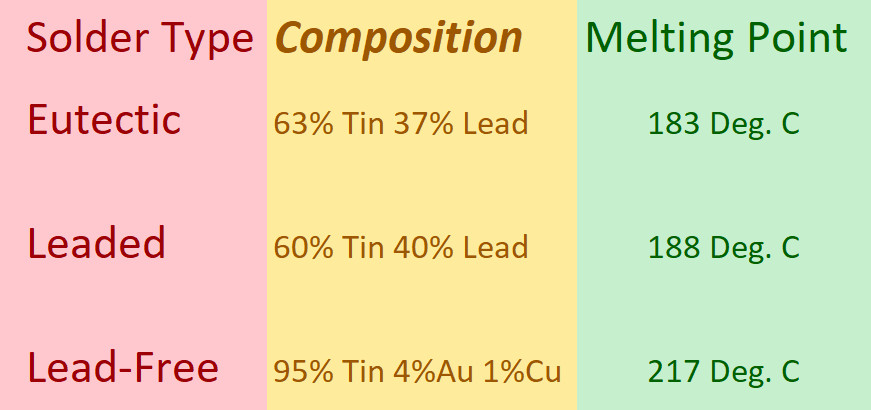 Solder Type Composition Melting Point
Eutectic 63% Tin 37% Lead 183 Deg. C
Leaded 60% Tin 40% Lead 188 Deg. C
Lead-Free 95% Tin 4%Au 1%Cu 217 Deg. C